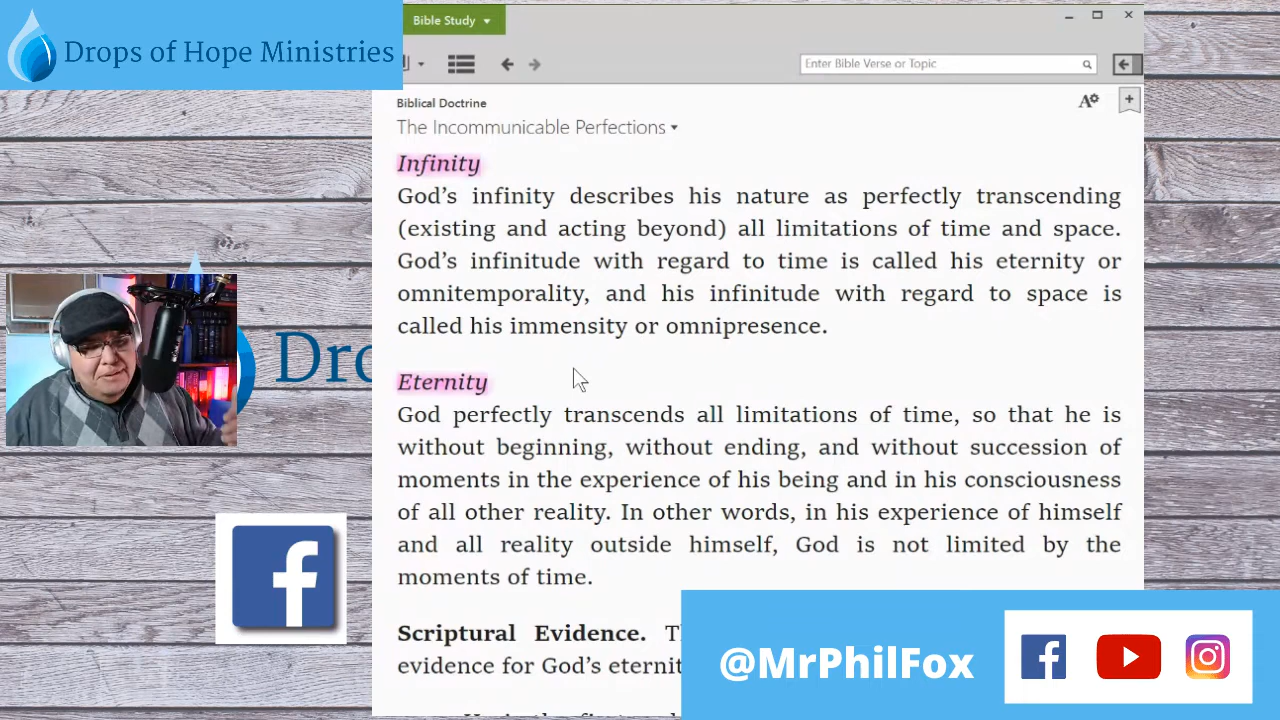 Drops of Hope Ministries
Bible Study
Enter Bible Verse or Topic
Biblical Doctrine
The Incommunicable Perfections
Infinity
God's infinity describes his nature as perfectly transcending
(existing and acting beyond) all limitations of time and space.
God's infinitude with regard to time is called his eternity or
omnitemporality, and his infinitude with regard to space is
called his immensity or omnipresence.
Eternity
God perfectly transcends all limitations of time, so that he is
without beginning, without ending, and without succession of
moments in the experience of his being and in his consciousness
of all other reality. In other words, in his experience of himself
and all reality outside himself, God is not limited by the
moments of time.
Scriptural Evidence.
evidence for God's
Dro
@MrPhilFox